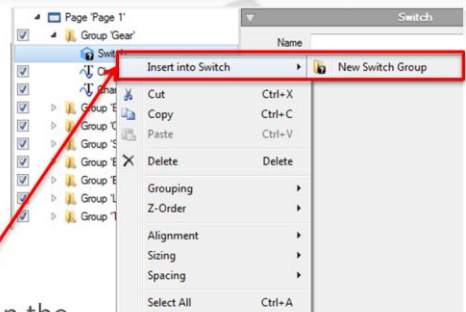 Page 'Page 1'
Switch
Group 'Gear'
Name
Insert into Switch
New Switch Group
Cut Ctrl+X
Copy Ctrl+C
Paste Ctrl+V
Delete Delete
Grouping
Z-Order
Alignment
Sizing
Spacing
Select All Ctrl+A
Group
Group
Group
Group
Group
Group
Group
the